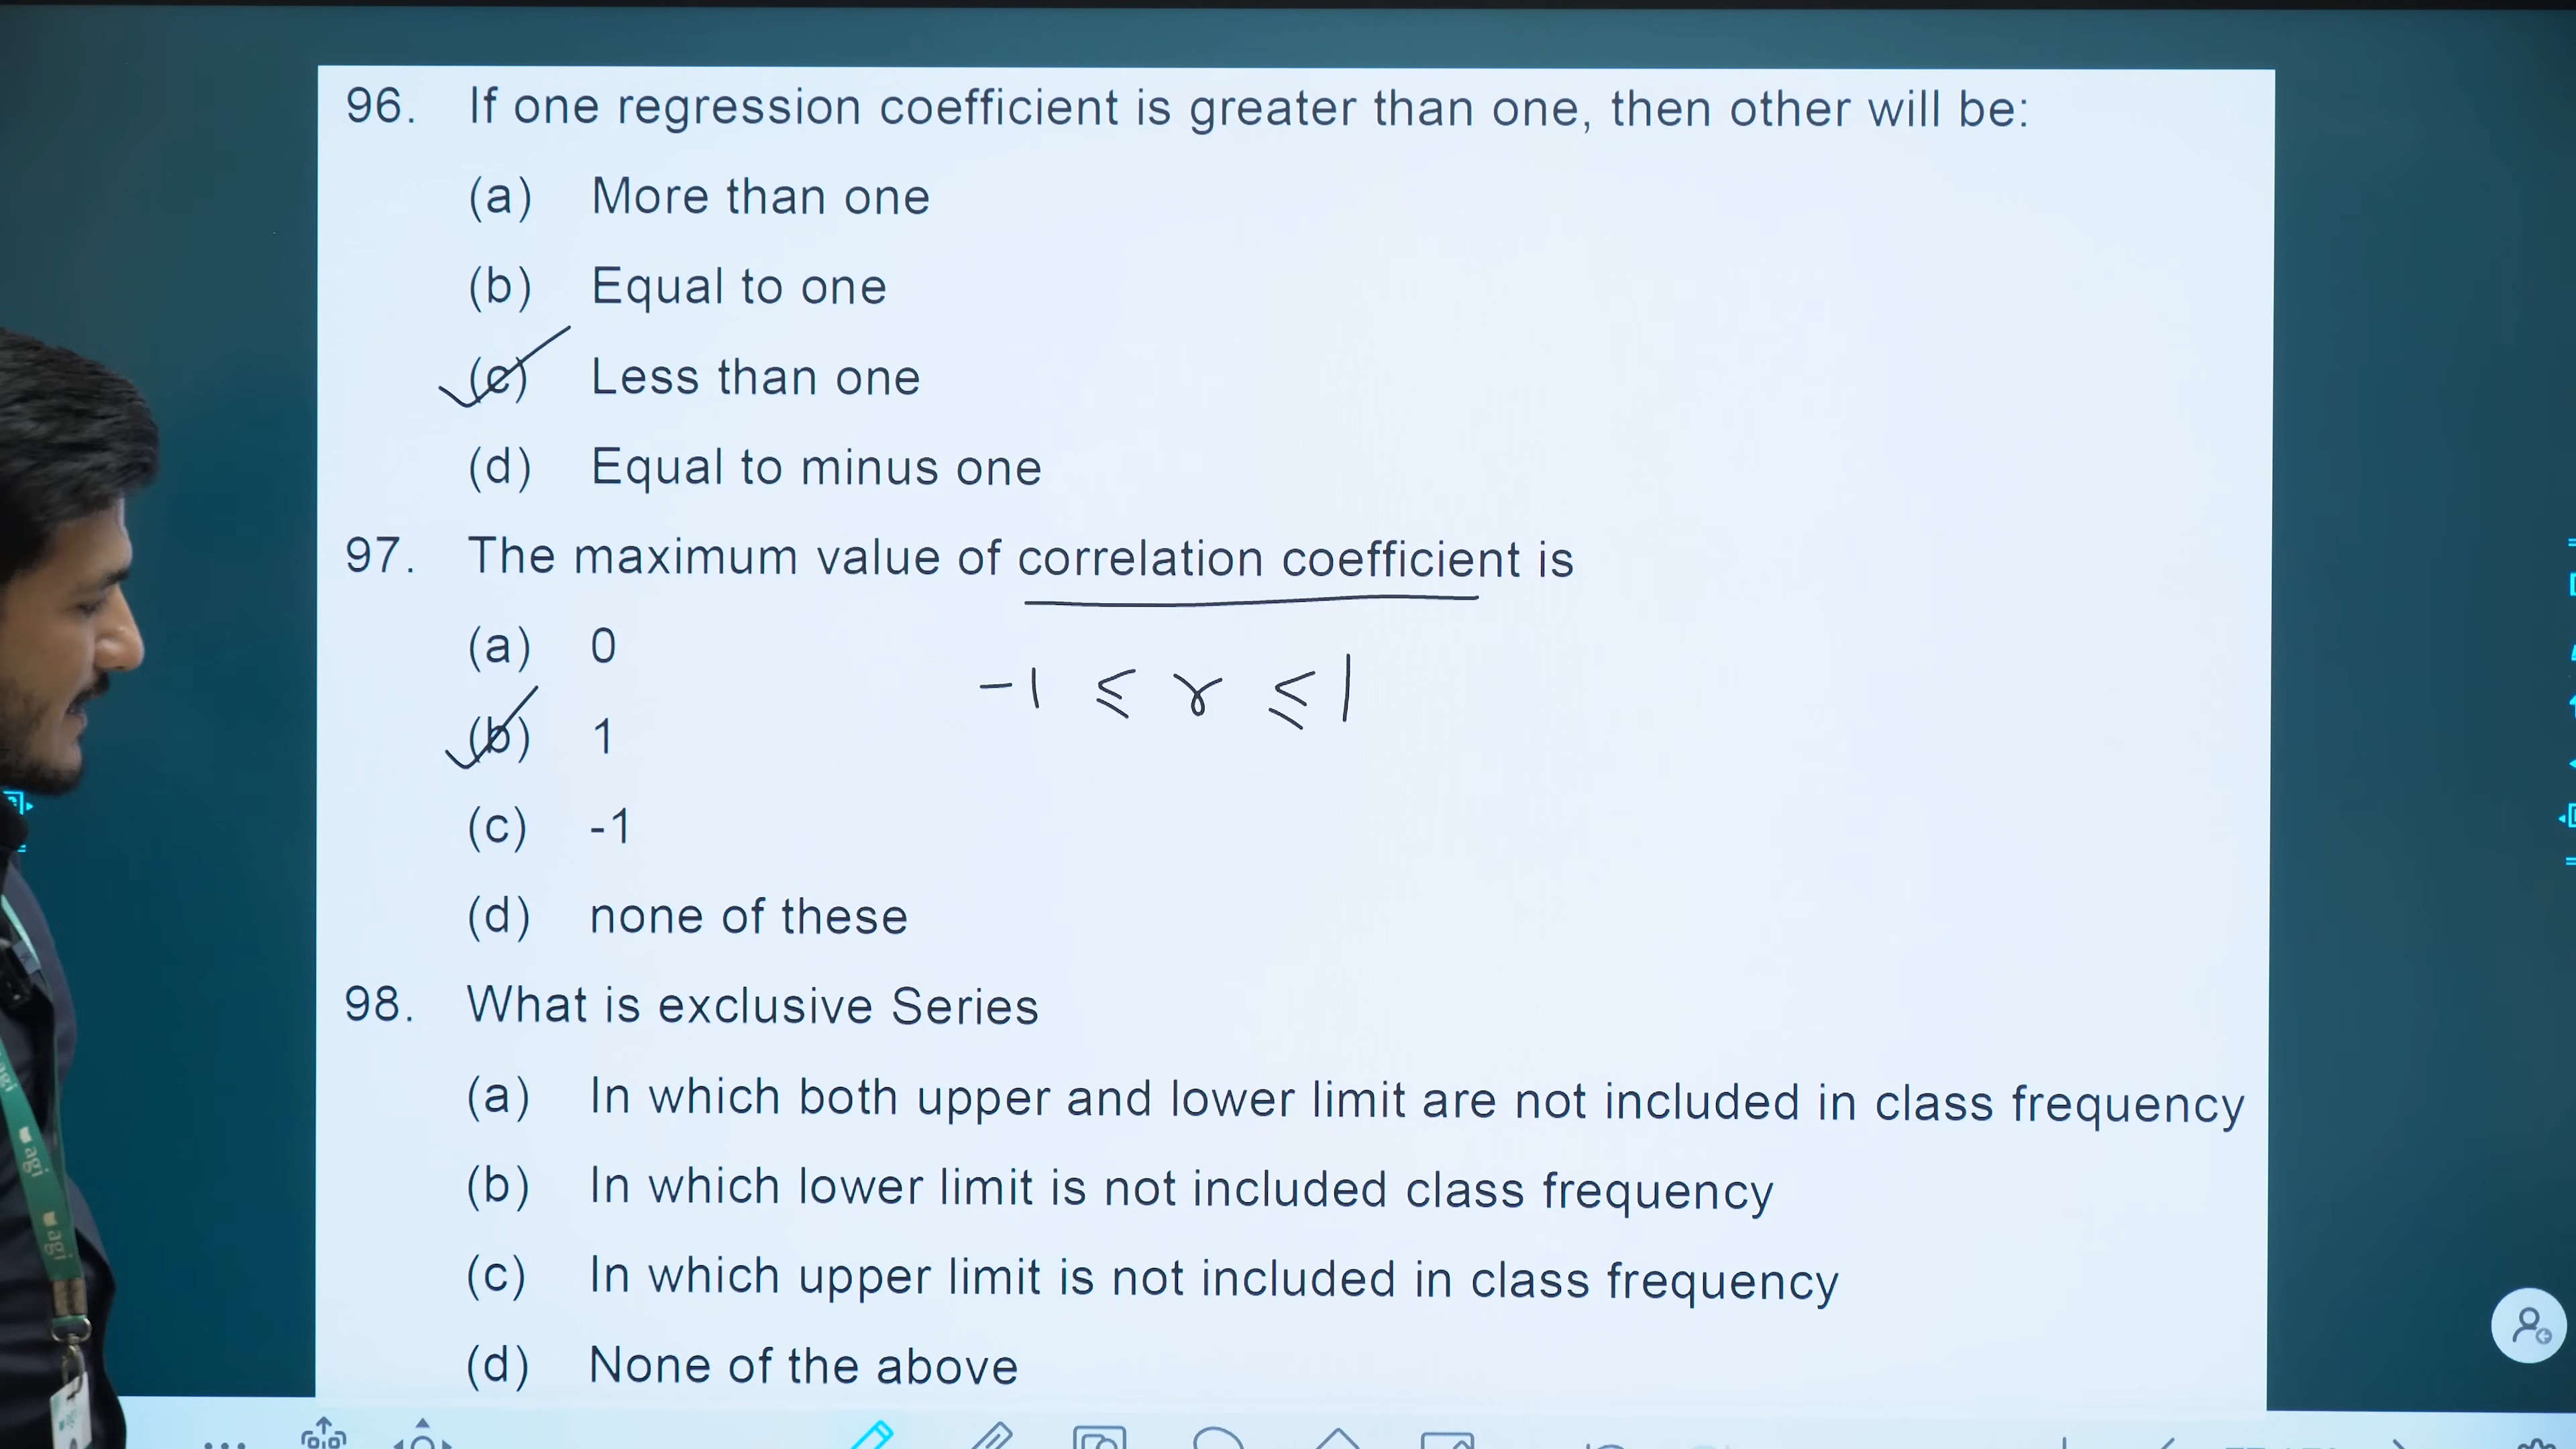 96. If one regression coefficient is greater than one, then other will be:
(a) More than one
(b) Equal to one
(c) Less than one
(d) Equal to minus one
97. The maximum value of correlation coefficient is
(a) 0
-1 ≤ r ≤ 1
(b) 1
(c) -1
(d) none of these
98. What is exclusive Series
(a) In which both upper and lower limit are not included in class frequency
(b) In which lower limit is not included class frequency
(c) In which upper limit is not included in class frequency
(d) None of the above
agi
agi